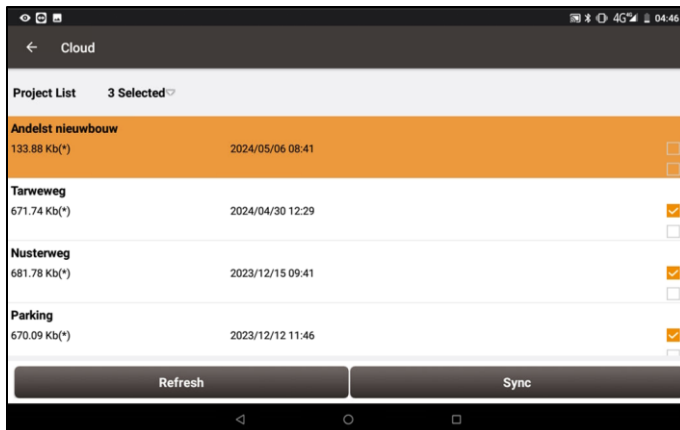 4G 04:46
Cloud
Project List 3 Selected
Andelst nieuwbouw
133.88 Kb(*) 2024/05/06 08:41
Tarweweg
671.74 Kb(*) 2024/04/30 12:29
Nusterweg
681.78 Kb(*) 2023/12/15 09:41
Parking
670.09 Kb(*) 2023/12/12 11:46
Refresh Sync